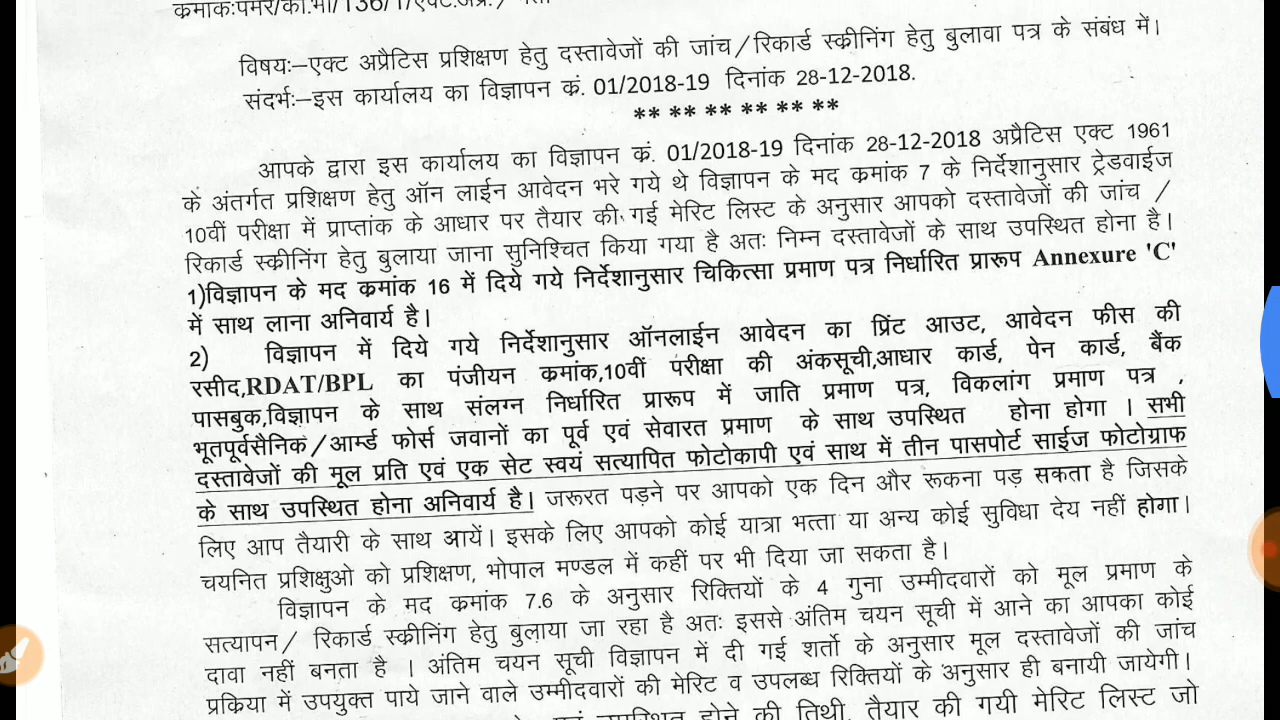 क्रमांकःपमरे/का.भो/136/1/एक्ट.अप्रे./
विषयः–एक्ट अप्रैटिस प्रशिक्षण हेतु दस्तावेजों की जांच/रिकार्ड स्क्रीनिंग हेतु बुलावा पत्र के संबंध में।
संदर्भः–इस कार्यालय का विज्ञापन कं. 01/2018-19 दिनांक 28-12-2018.
** ** ** ** ** **
आपके द्वारा इस कार्यालय का विज्ञापन कं. 01/2018-19 दिनांक 28-12-2018 अप्रैटिस एक्ट 1961
के अंतर्गत प्रशिक्षण हेतु ऑन लाईन आवेदन भरे गये थे विज्ञापन के मद क्रमांक 7 के निर्देशानुसार ट्रेडवाईज
10वीं परीक्षा में प्राप्तांक के आधार पर तैयार की गई मेरिट लिस्ट के अनुसार आपको दस्तावेजों की जांच /
रिकार्ड स्क्रीनिंग हेतु बुलाया जाना सुनिश्चित किया गया है अतः निम्न दस्तावेजों के साथ उपस्थित होना है।
1)विज्ञापन के मद क्रमांक 16 में दिये गये निर्देशानुसार चिकित्सा प्रमाण पत्र निर्धारित प्रारूप Annexure 'C'
में साथ लाना अनिवार्य है।
2) विज्ञापन में दिये गये निर्देशानुसार ऑनलाईन आवेदन का प्रिंट आउट, आवेदन फीस की
रसीद,RDAT/BPL का पंजीयन क्रमांक,10वीं परीक्षा की अंकसूची,आधार कार्ड, पेन कार्ड, बैंक
पासबुक,विज्ञापन के साथ संलग्न निर्धारित प्रारूप में जाति प्रमाण पत्र, विकलांग प्रमाण पत्र ,
भूतपूर्वसैनिक/आर्म्ड फोर्स जवानों का पूर्व एवं सेवारत प्रमाण के साथ उपस्थित होना होगा । सभी
दस्तावेजों की मूल प्रति एवं एक सेट स्वयं सत्यापित फोटोकापी एवं साथ में तीन पासपोर्ट साईज फोटोग्राफ
के साथ उपस्थित होना अनिवार्य है। जरूरत पड़ने पर आपको एक दिन और रूकना पड़ सकता है जिसके
लिए आप तैयारी के साथ आयें। इसके लिए आपको कोई यात्रा भत्ता या अन्य कोई सुविधा देय नहीं होगा।
चयनित प्रशिक्षुओ को प्रशिक्षण, भोपाल मण्डल में कहीं पर भी दिया जा सकता है।
विज्ञापन के मद क्रमांक 7.6 के अनुसार रिक्तियों के 4 गुना उम्मीदवारों को मूल प्रमाण के
सत्यापन/ रिकार्ड स्क्रीनिंग हेतु बुलाया जा रहा है अतः इससे अंतिम चयन सूची में आने का आपका कोई
दावा नहीं बनता है । अंतिम चयन सूची विज्ञापन में दी गई शर्तो के अनुसार मूल दस्तावेजों की जांच
प्रक्रिया में उपयुक्त पाये जाने वाले उम्मीदवारों की मेरिट व उपलब्ध रिक्तियों के अनुसार ही बनायी जायेगी।
एवं उपस्थित होने की तिथी, तैयार की गयी मेरिट लिस्ट जो